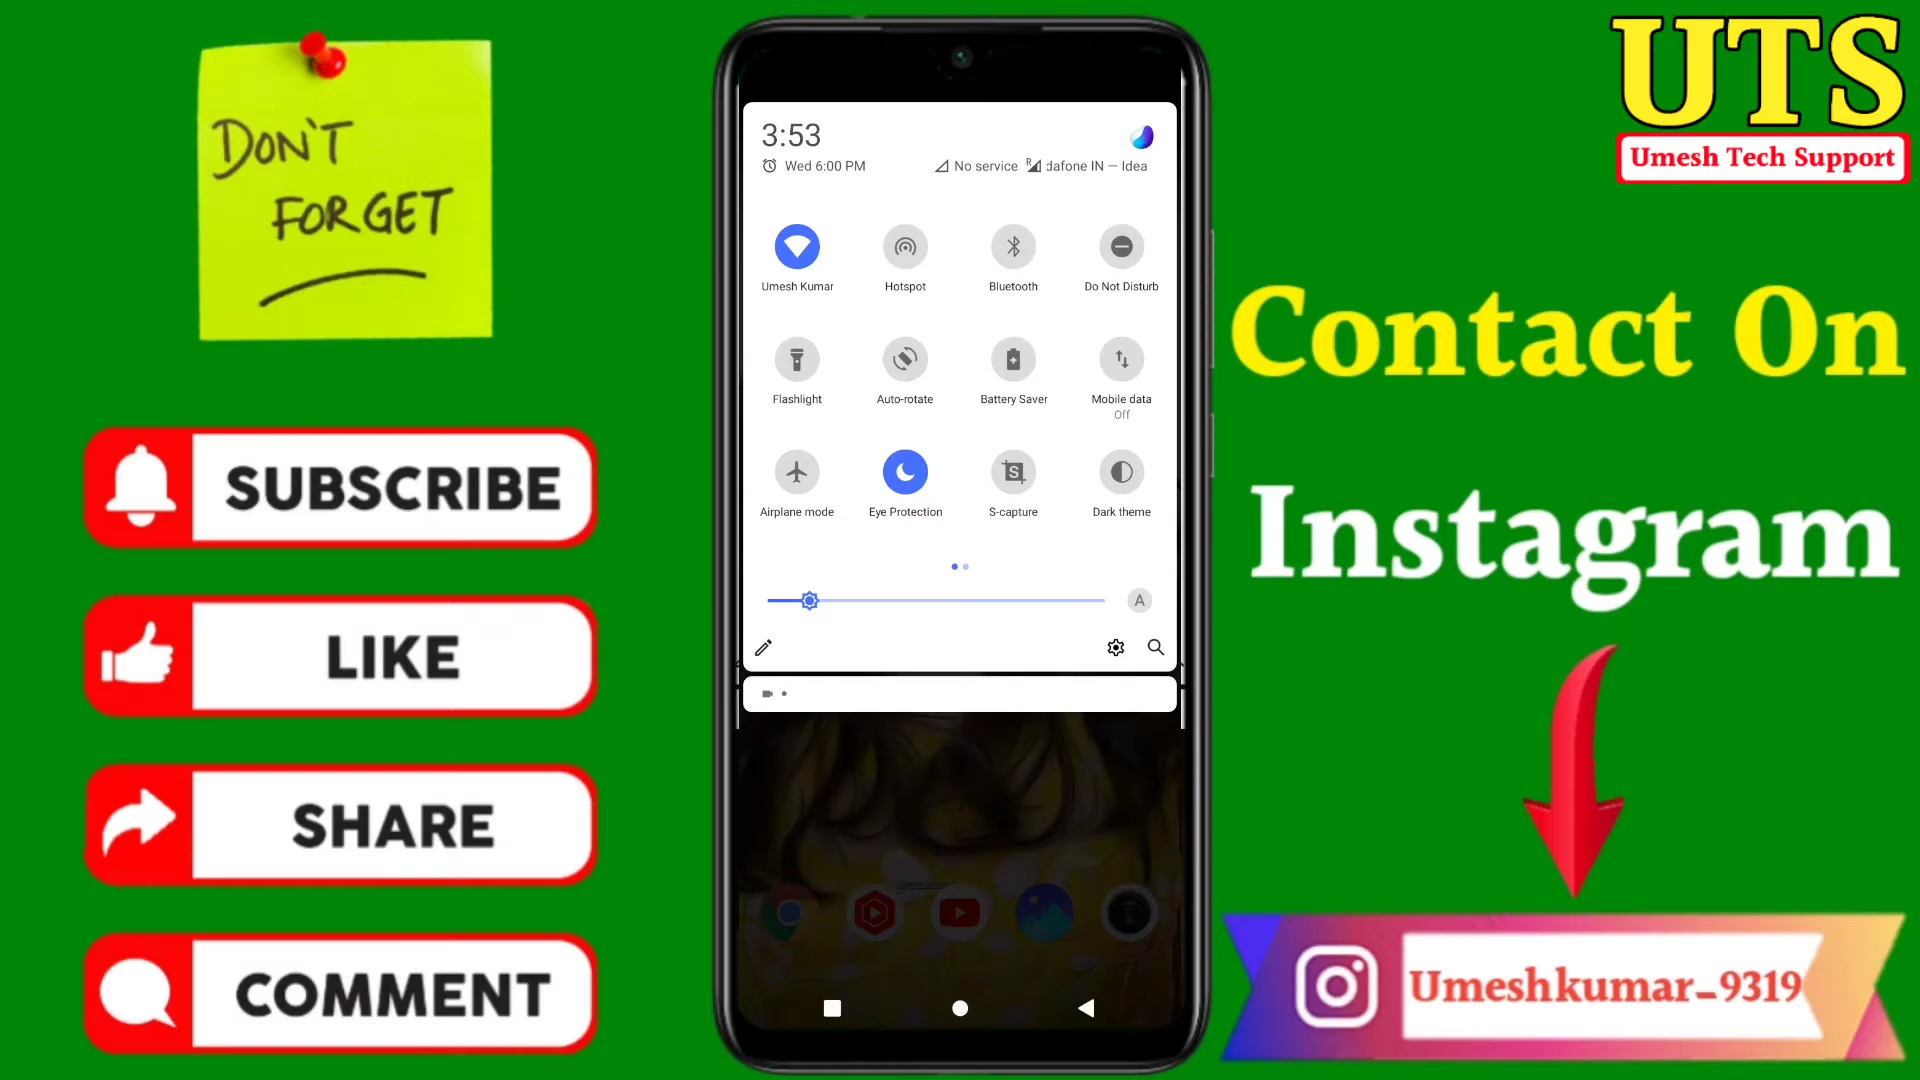 DON'T
FORGET
SUBSCRIBE
LIKE
SHARE
COMMENT
3:53
Wed 6:00 PM
No service
R
dafone IN — Idea
Umesh Kumar
Hotspot
Bluetooth
Do Not Disturb
Flashlight
Auto-rotate
Battery Saver
Mobile data
Off
Airplane mode
Eye Protection
S-capture
Dark theme
A
UTS
Umesh Tech Support
Contact On
Instagram
Umeshkumar-9319